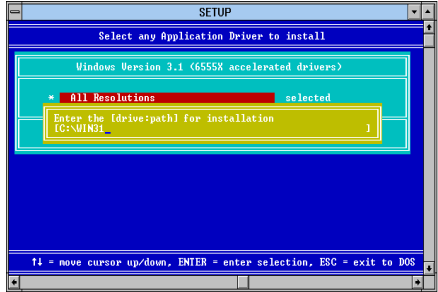 SETUP
Select any Application Driver to install
Windows Version 3.1 (6555X accelerated drivers)
* All Resolutions selected
Enter the [drive:path] for installation
[C:\WIN31_ ]
↑↓ = move cursor up/down, ENTER = enter selection, ESC = exit to DOS